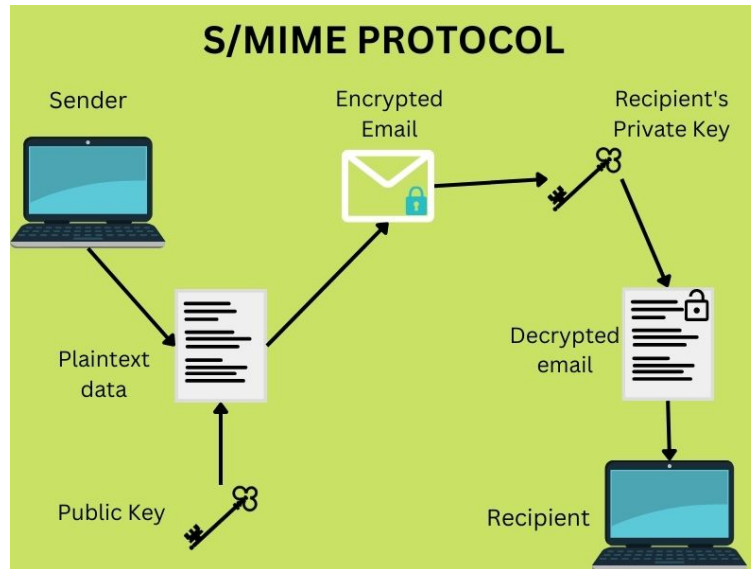 S/MIME PROTOCOL
Sender
Encrypted
Email
Recipient's
Private Key
Plaintext
data
Decrypted
email
Public Key
Recipient